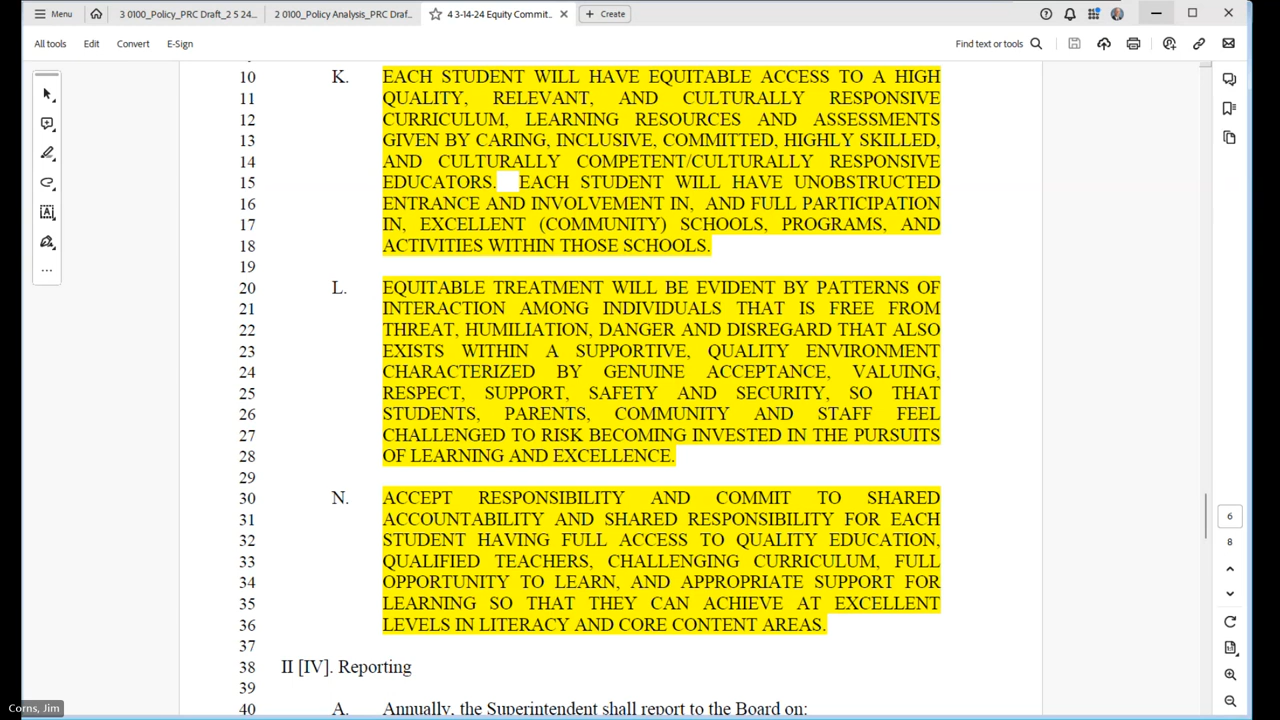 Menu
3 0100_Policy_PRC Draft_2 S 24...
2 0100_Policy Analysis_PRC Draf...
4 3-14-24 Equity Commit...
Create
All tools
Edit
Convert
E-Sign
Find text or tools
10 K. EACH STUDENT WILL HAVE EQUITABLE ACCESS TO A HIGH
11 QUALITY, RELEVANT, AND CULTURALLY RESPONSIVE
12 CURRICULUM, LEARNING RESOURCES AND ASSESSMENTS
13 GIVEN BY CARING, INCLUSIVE, COMMITTED, HIGHLY SKILLED,
14 AND CULTURALLY COMPETENT/CULTURALLY RESPONSIVE
15 EDUCATORS. EACH STUDENT WILL HAVE UNOBSTRUCTED
16 ENTRANCE AND INVOLVEMENT IN, AND FULL PARTICIPATION
17 IN, EXCELLENT (COMMUNITY) SCHOOLS, PROGRAMS, AND
18 ACTIVITIES WITHIN THOSE SCHOOLS.
19
20 L. EQUITABLE TREATMENT WILL BE EVIDENT BY PATTERNS OF
21 INTERACTION AMONG INDIVIDUALS THAT IS FREE FROM
22 THREAT, HUMILIATION, DANGER AND DISREGARD THAT ALSO
23 EXISTS WITHIN A SUPPORTIVE, QUALITY ENVIRONMENT
24 CHARACTERIZED BY GENUINE ACCEPTANCE, VALUING,
25 RESPECT, SUPPORT, SAFETY AND SECURITY, SO THAT
26 STUDENTS, PARENTS, COMMUNITY AND STAFF FEEL
27 CHALLENGED TO RISK BECOMING INVESTED IN THE PURSUITS
28 OF LEARNING AND EXCELLENCE.
29
30 N. ACCEPT RESPONSIBILITY AND COMMIT TO SHARED
31 ACCOUNTABILITY AND SHARED RESPONSIBILITY FOR EACH
32 STUDENT HAVING FULL ACCESS TO QUALITY EDUCATION,
33 QUALIFIED TEACHERS, CHALLENGING CURRICULUM, FULL
34 OPPORTUNITY TO LEARN, AND APPROPRIATE SUPPORT FOR
35 LEARNING SO THAT THEY CAN ACHIEVE AT EXCELLENT
36 LEVELS IN LITERACY AND CORE CONTENT AREAS.
37
38 II [IV]. Reporting
39
40 A. Annually, the Superintendent shall report to the Board on:
6
8
Corns, Jim